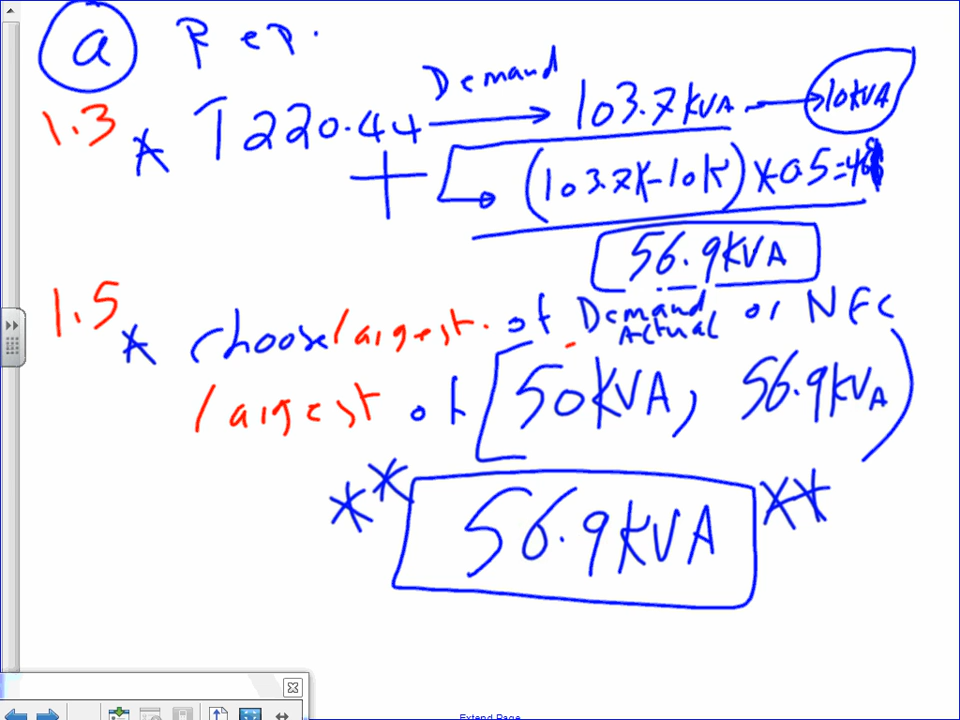 a Rep.
1.3 * T220.44 Demand → 103.7KVA → 10KVA
+ (103.7K-10K) x 0.5 =
56.9KVA
1.5 * choose largest. of Demand or NEC
Actual
largest of [50KVA, 56.9KVA)
** 56.9KVA **
Extend Page